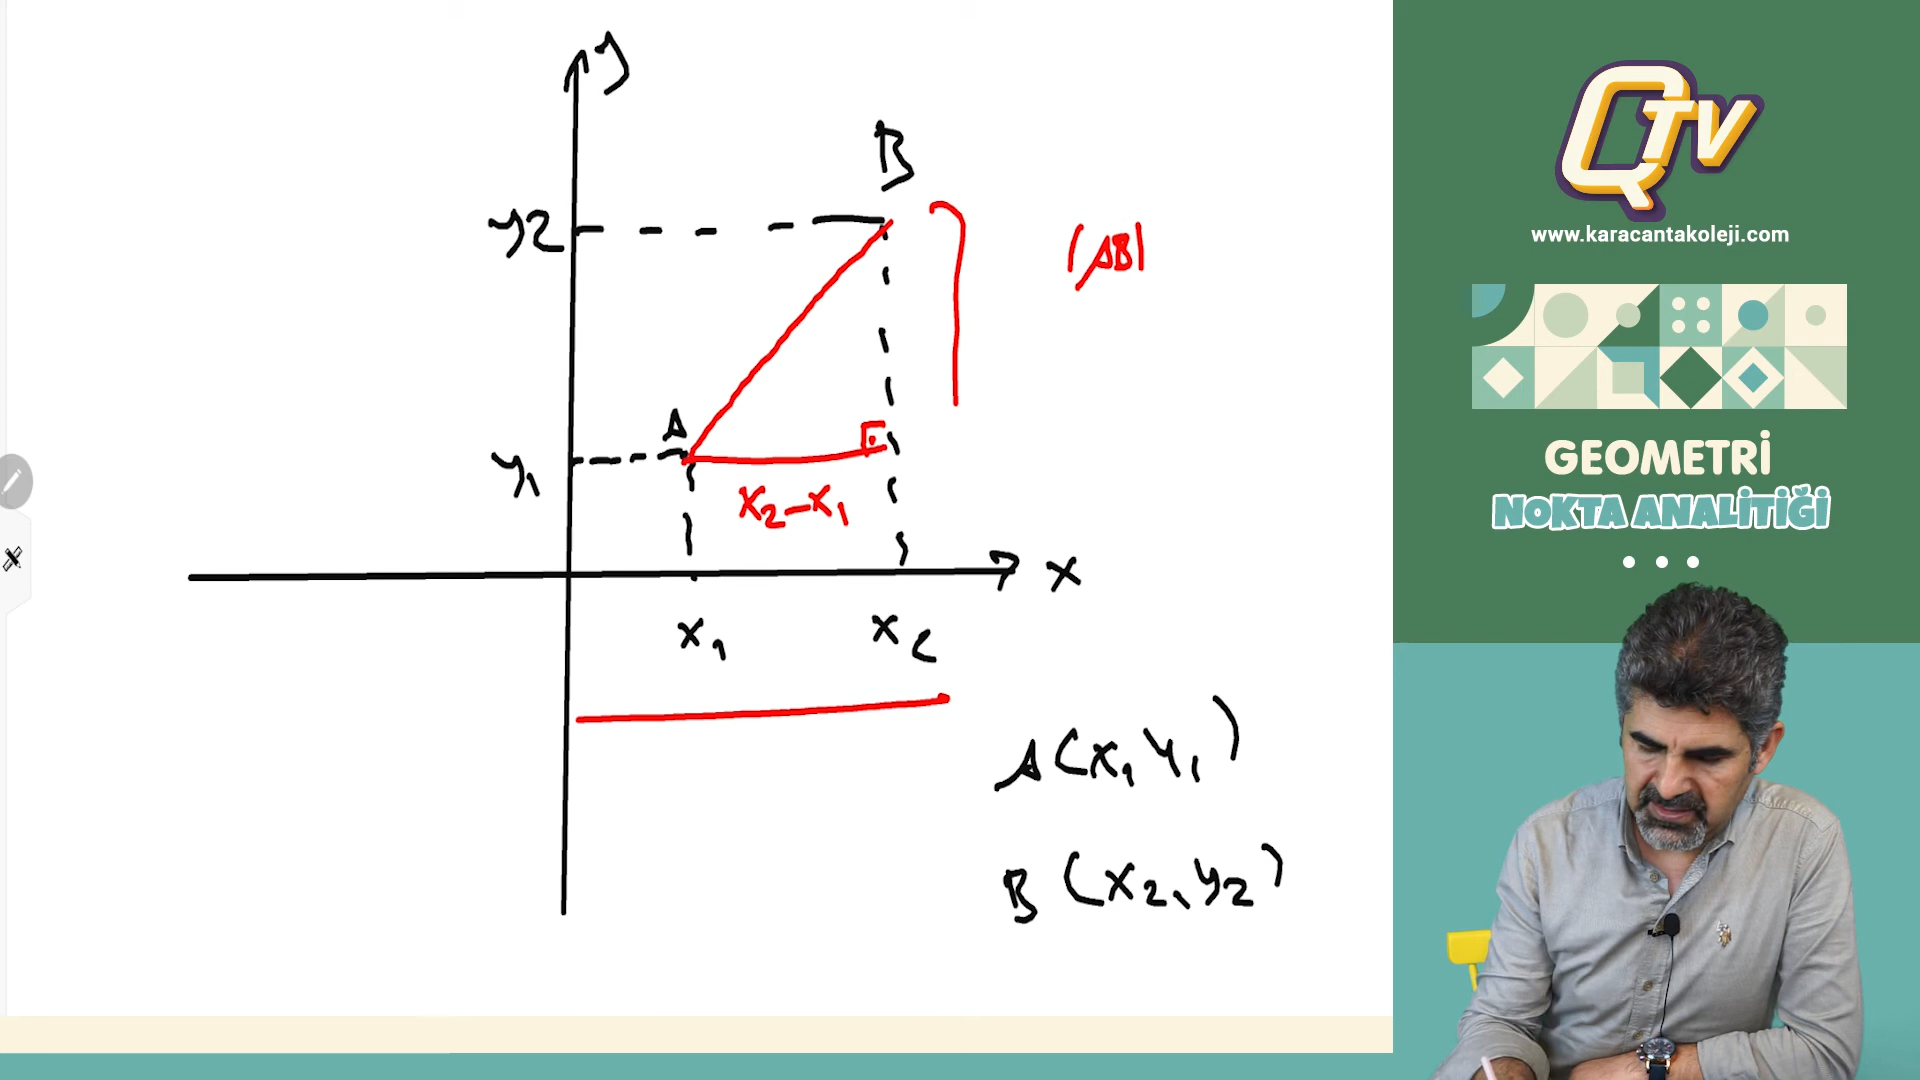 y
B
y2
|AB|
A
y1
x2-x1
x
x1
x2
A(x1, y1)
B(x2, y2)
QTV
www.karacantakoleji.com
GEOMETRİ
NOKTA ANALİTİĞİ